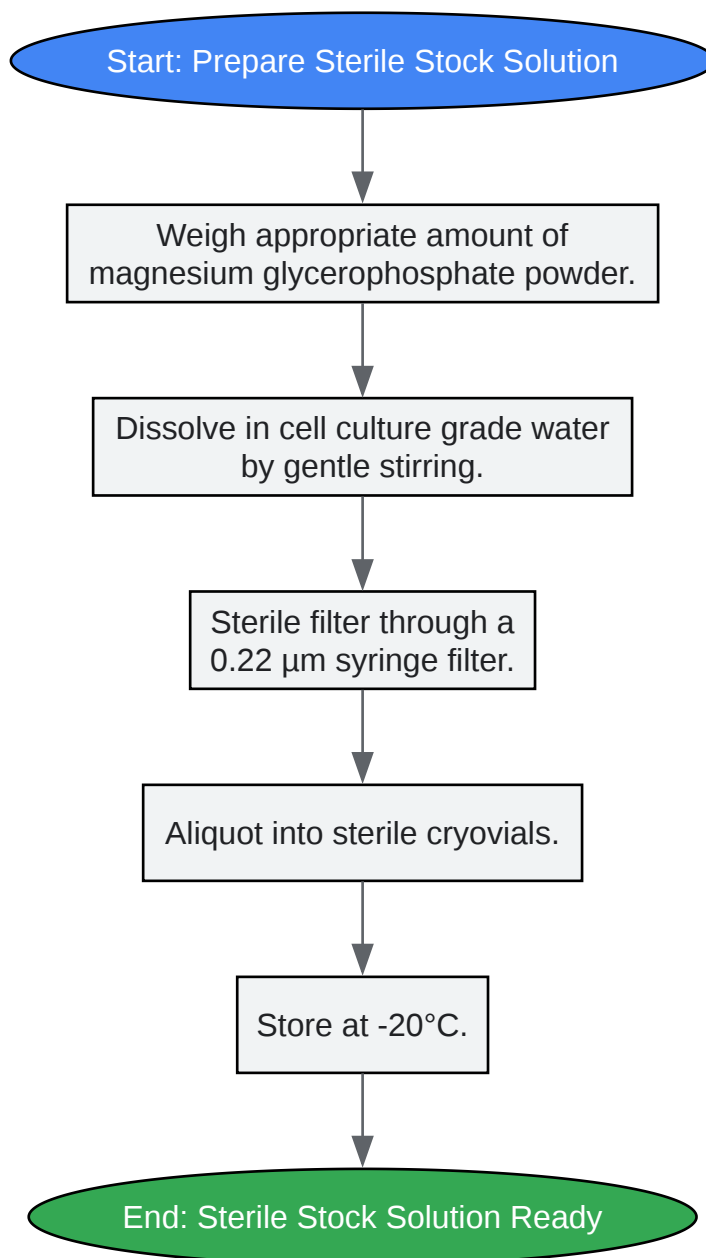 Start: Prepare Sterile Stock Solution
Weigh appropriate amount of
magnesium glycerophosphate powder.
Dissolve in cell culture grade water
by gentle stirring.
Sterile filter through a
0.22 µm syringe filter.
Aliquot into sterile cryovials.
Store at -20°C.
End: Sterile Stock Solution Ready